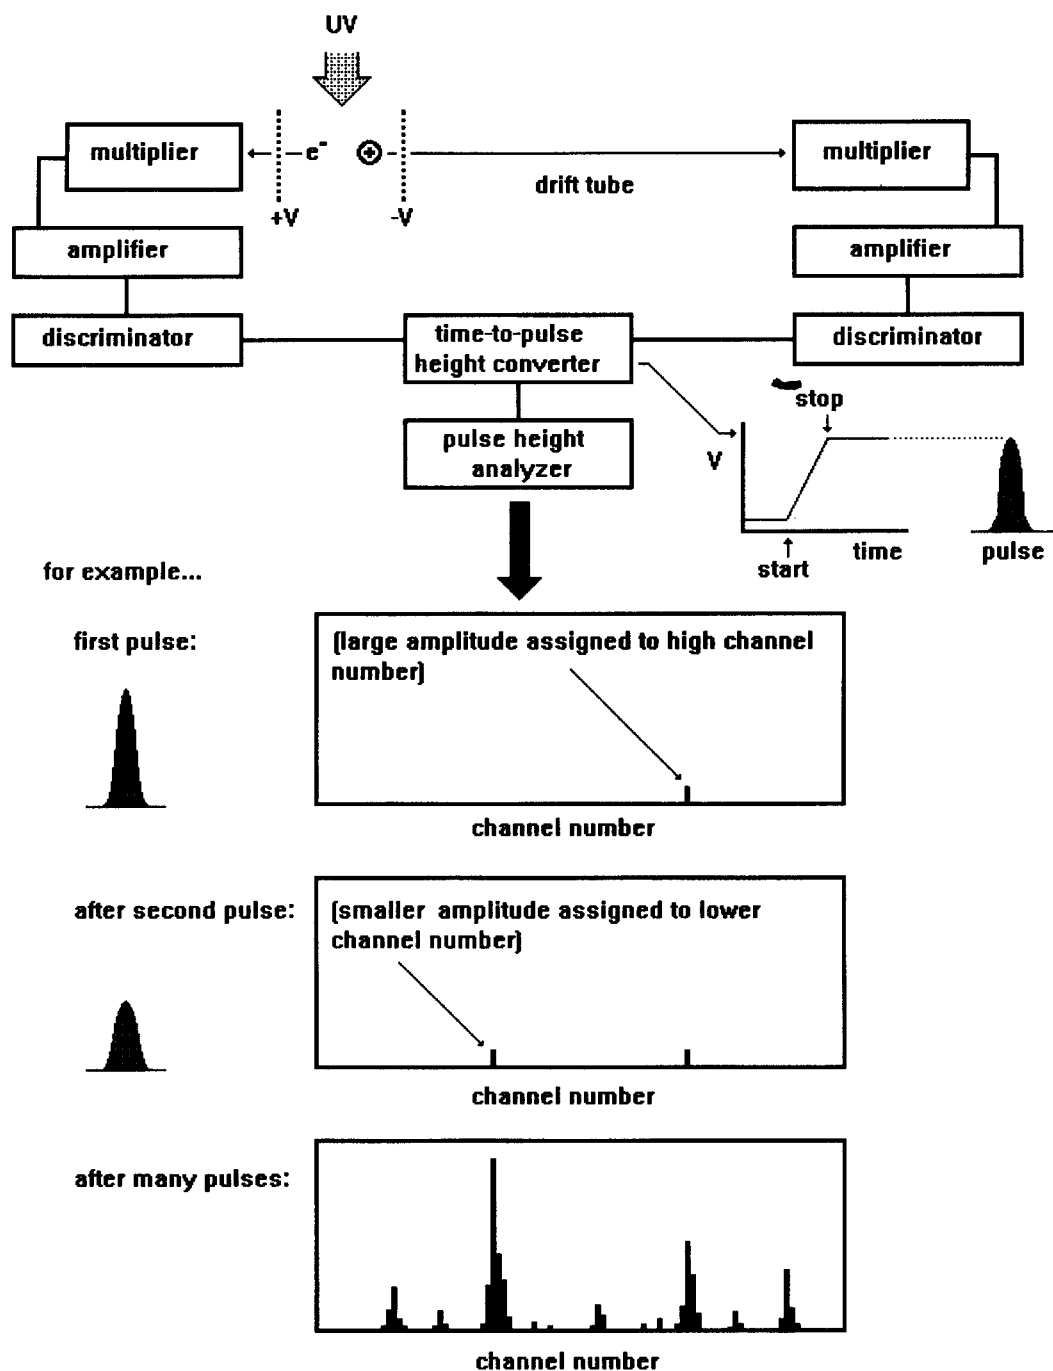 UV
multiplier
e⁻
⊕
multiplier
drift tube
+V
-V
amplifier
amplifier
discriminator
time-to-pulse
height converter
discriminator
stop
pulse height
analyzer
V
time
pulse
start
for example...
first pulse:
(large amplitude assigned to high channel
number)
channel number
after second pulse:
(smaller amplitude assigned to lower
channel number)
channel number
after many pulses:
channel number